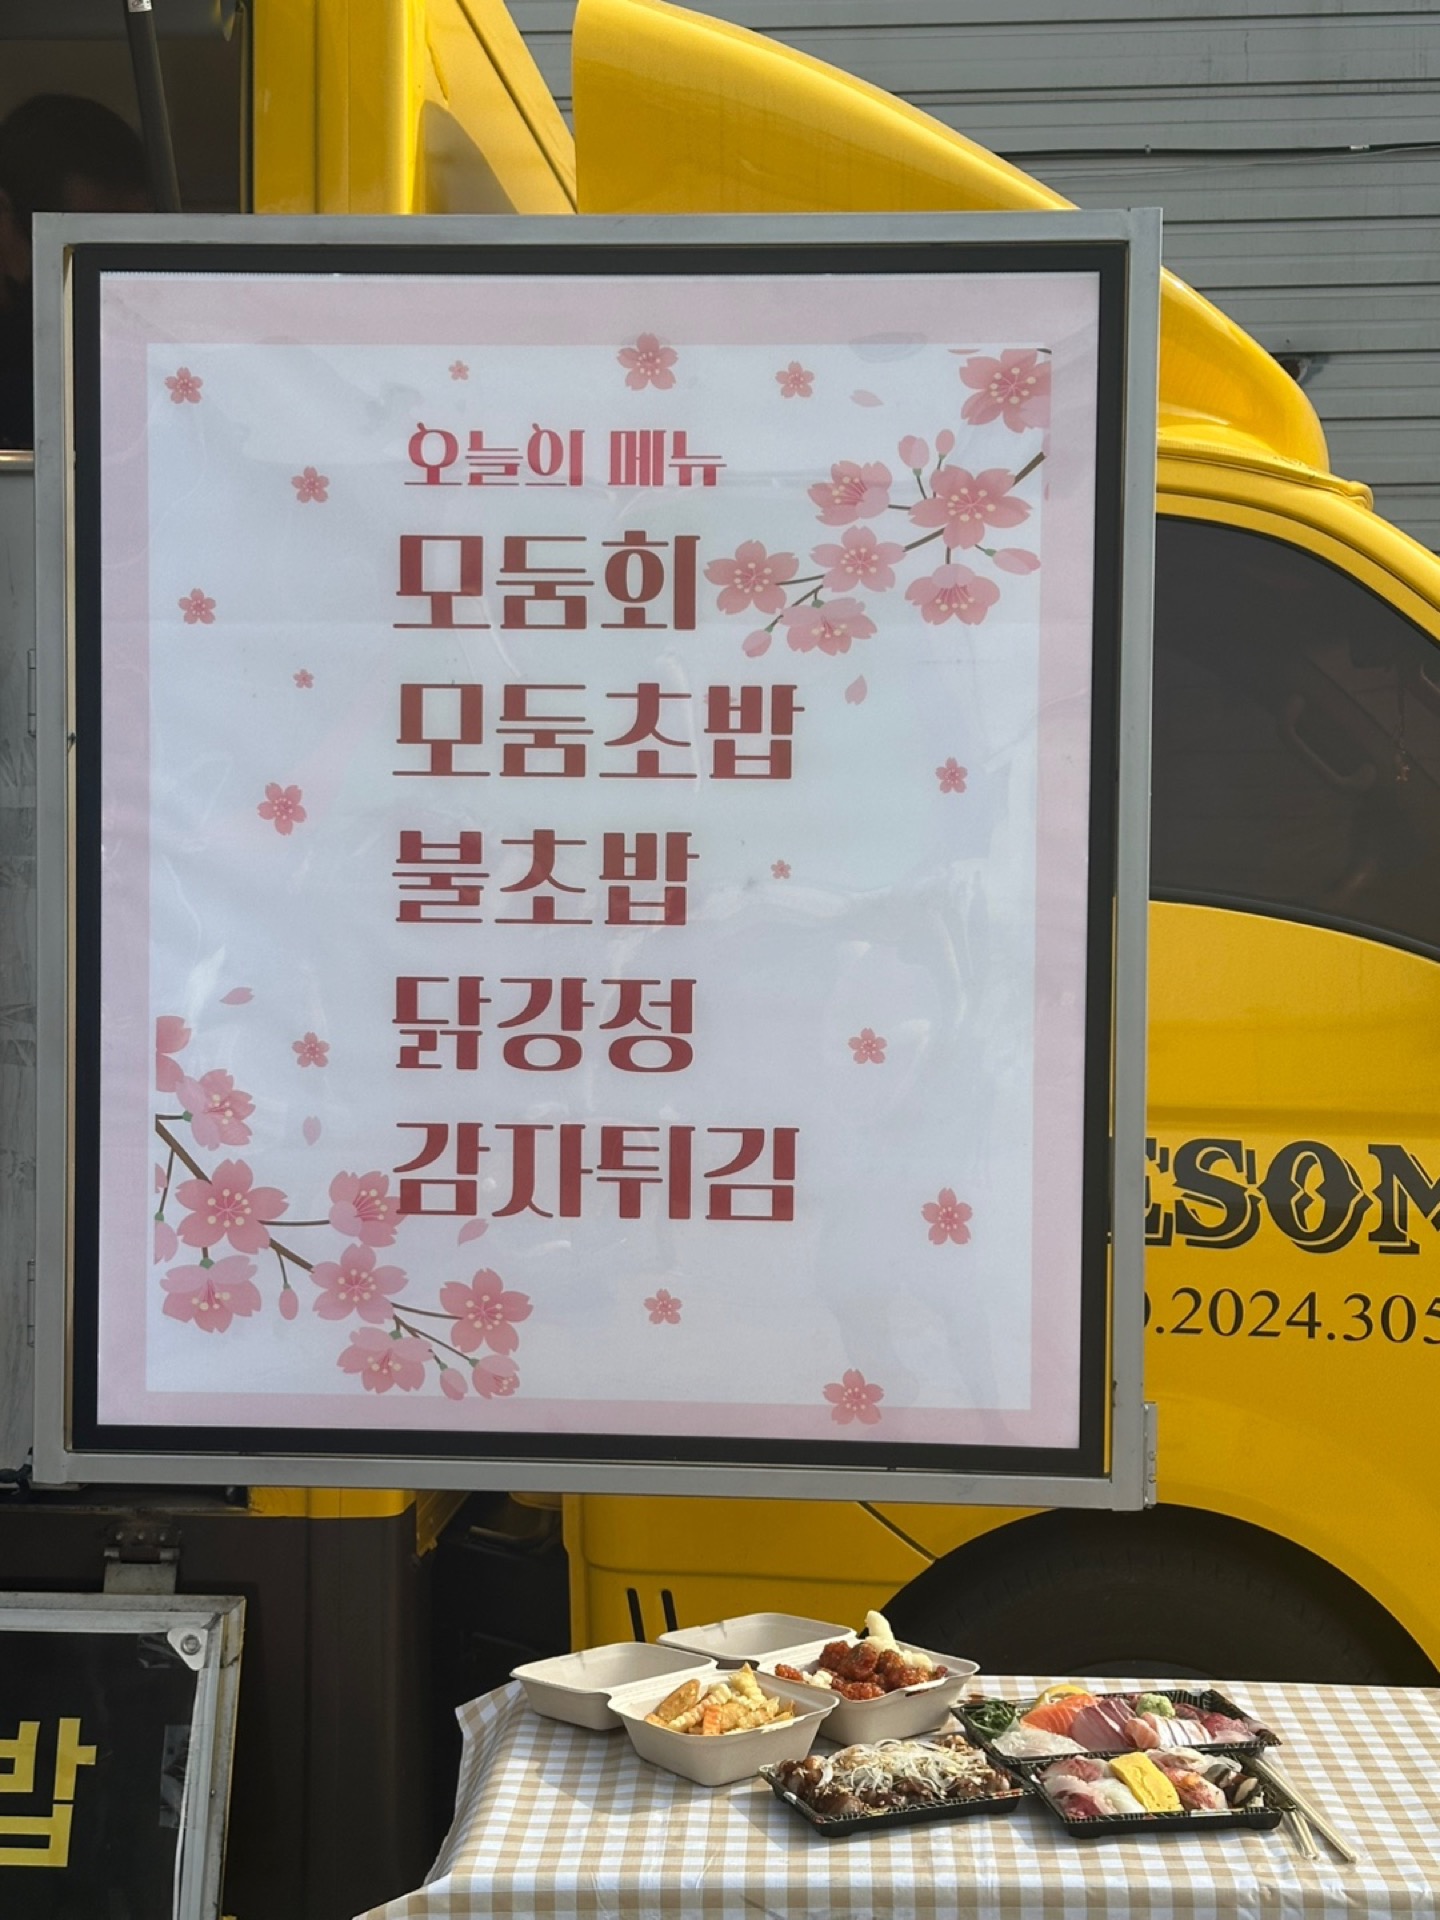 오늘의 메뉴
모둠회
모둠초밥
불초밥
닭강정
감자튀김
ESOM
.2024.305
밥